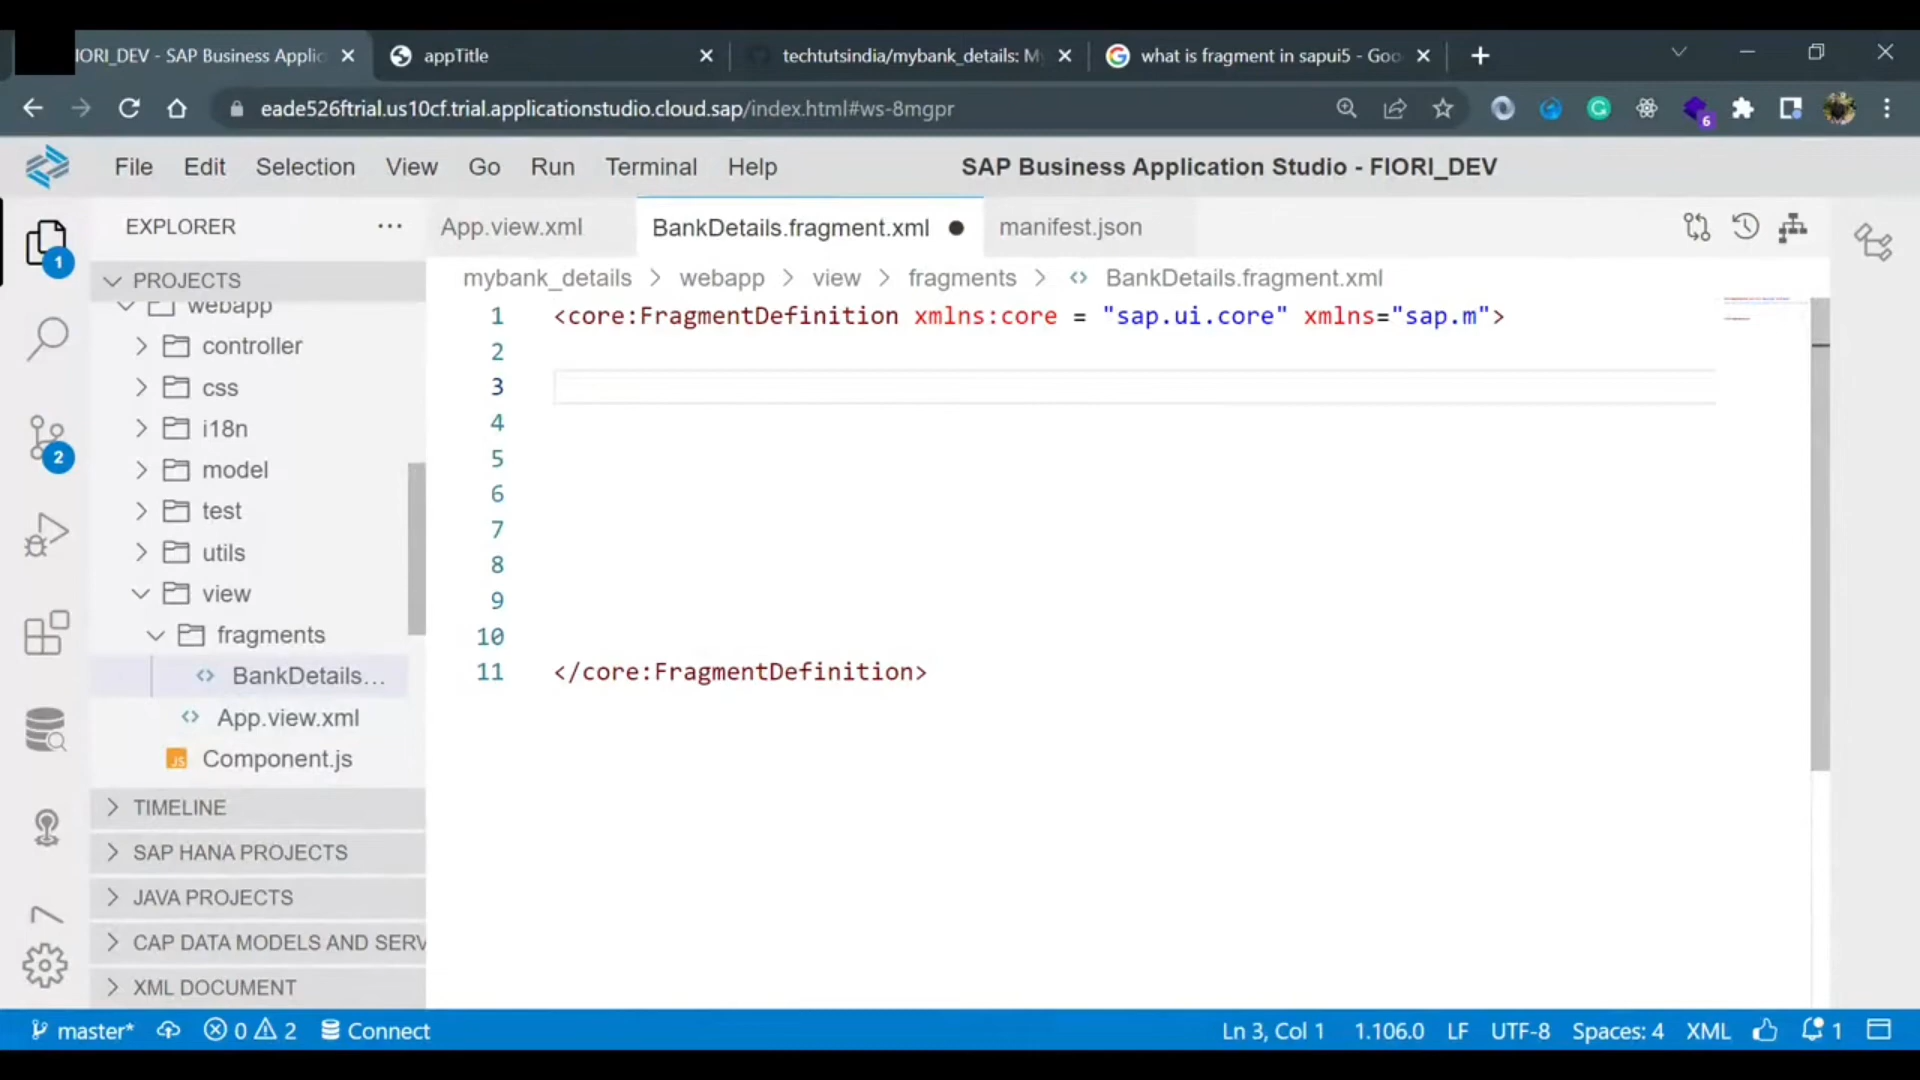 IORI_DEV - SAP Business Applic
appTitle
techtutsindia/mybank_details: M
what is fragment in sapui5 - Goo
eade526ftrial.us10cf.trial.applicationstudio.cloud.sap/index.html#ws-8mgpr
6
File Edit Selection View Go Run Terminal Help
SAP Business Application Studio - FIORI_DEV
EXPLORER
App.view.xml
BankDetails.fragment.xml
manifest.json
1
PROJECTS
mybank_details > webapp > view > fragments > BankDetails.fragment.xml
webapp
controller
css
i18n
model
test
utils
view
fragments
BankDetails...
App.view.xml
Component.js
2
1 <core:FragmentDefinition xmlns:core = "sap.ui.core" xmlns="sap.m">
2
3
4
5
6
7
8
9
10
11 </core:FragmentDefinition>
TIMELINE
SAP HANA PROJECTS
JAVA PROJECTS
CAP DATA MODELS AND SERV
XML DOCUMENT
master* 0 2 Connect
Ln 3, Col 1 1.106.0 LF UTF-8 Spaces: 4 XML 1